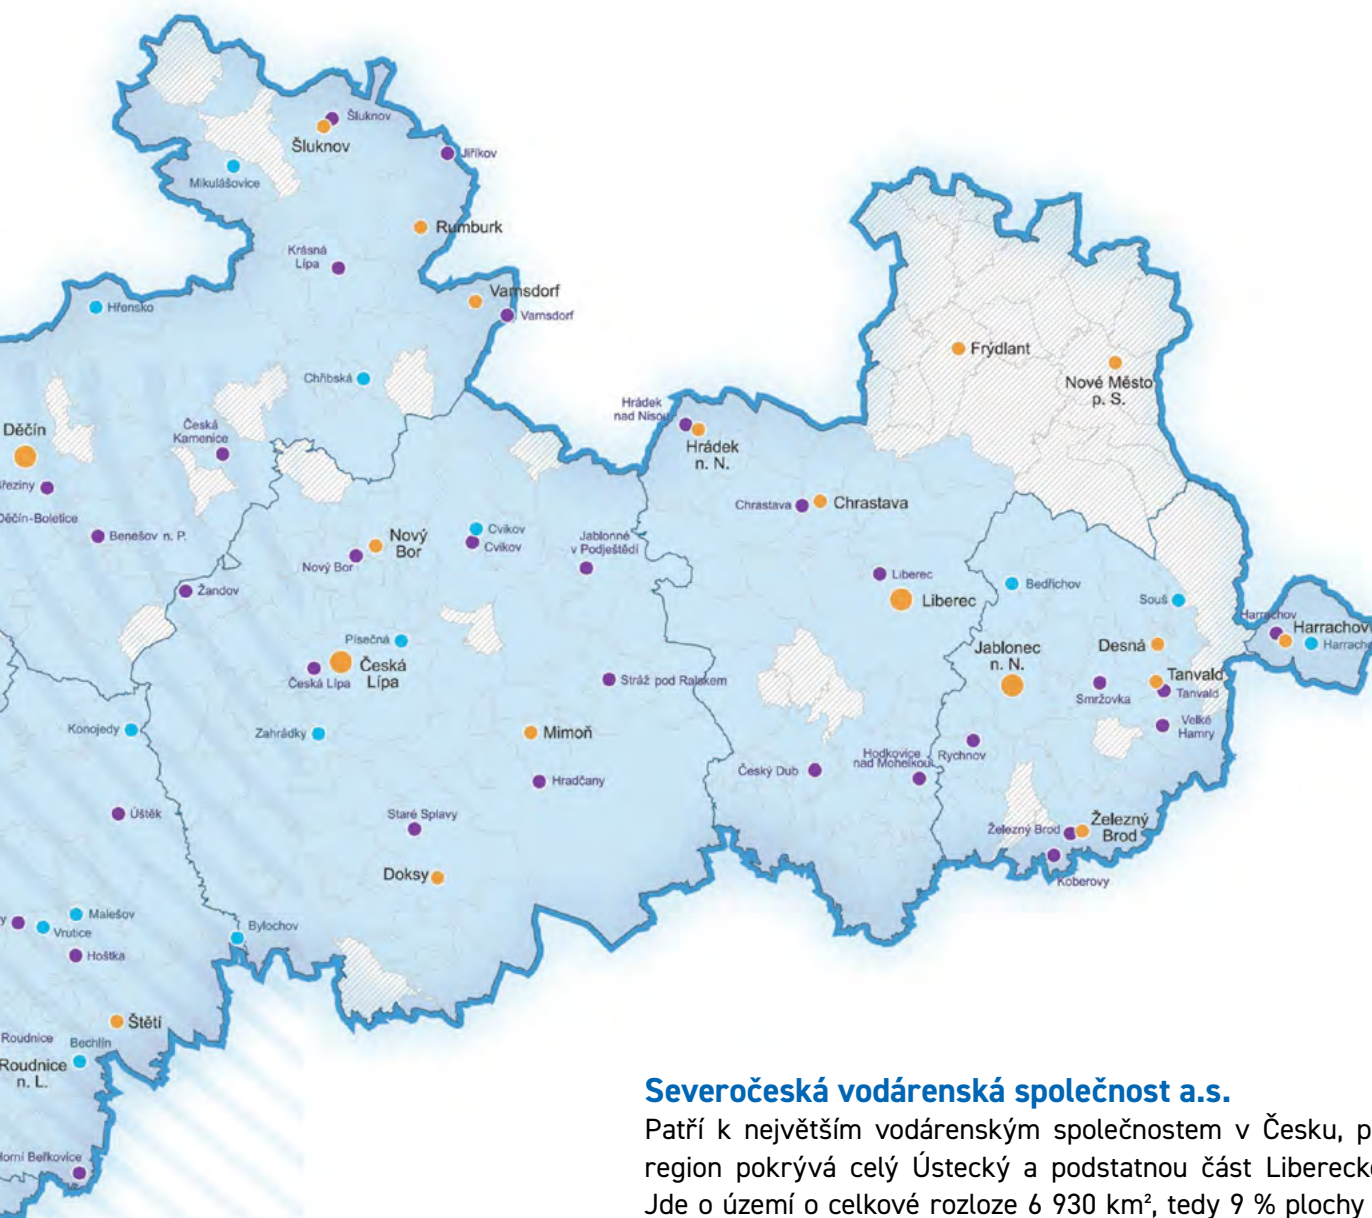 Šluknov
Šluknov
Jiříkov
Mikulášovice
Rumburk
Krásná
Lípa
Varnsdorf
Varnsdorf
Hřensko
Chřibská
Frýdlant
Nové Město
p. S.
Hrádek
nad Nisou
Hrádek
n. N.
Děčín
Česká
Kamenice
Děčín-Boletice
Benešov n. P.
Chrastava
Chrastava
Nový
Bor
Nový Bor
Cvikov
Cvikov
Jablonné
v Podještědí
Žandov
Liberec
Liberec
Bedřichov
Souš
Harrachov
Harrachov
Písečná
Česká
Lípa
Česká Lípa
Stráž pod Ralskem
Jablonec
n. N.
Desná
Tanvald
Tanvald
Smržovka
Velké
Hamry
Konojedy
Zahrádky
Mimoň
Hradčany
Český Dub
Hodkovice
nad Mohelkou
Rychnov
Úštěk
Staré Splavy
Doksy
Železný Brod
Železný
Brod
Koberovy
Malešov
Vrutice
Hoštka
Bylochov
Štětí
Roudnice
Bechlín
Roudnice
n. L.
Horní Beřkovice
Severočeská vodárenská společnost a.s.
Patří k největším vodárenským společnostem v Česku, p
region pokrývá celý Ústecký a podstatnou část Liberecké
Jde o území o celkové rozloze 6 930 km², tedy 9 % plochy